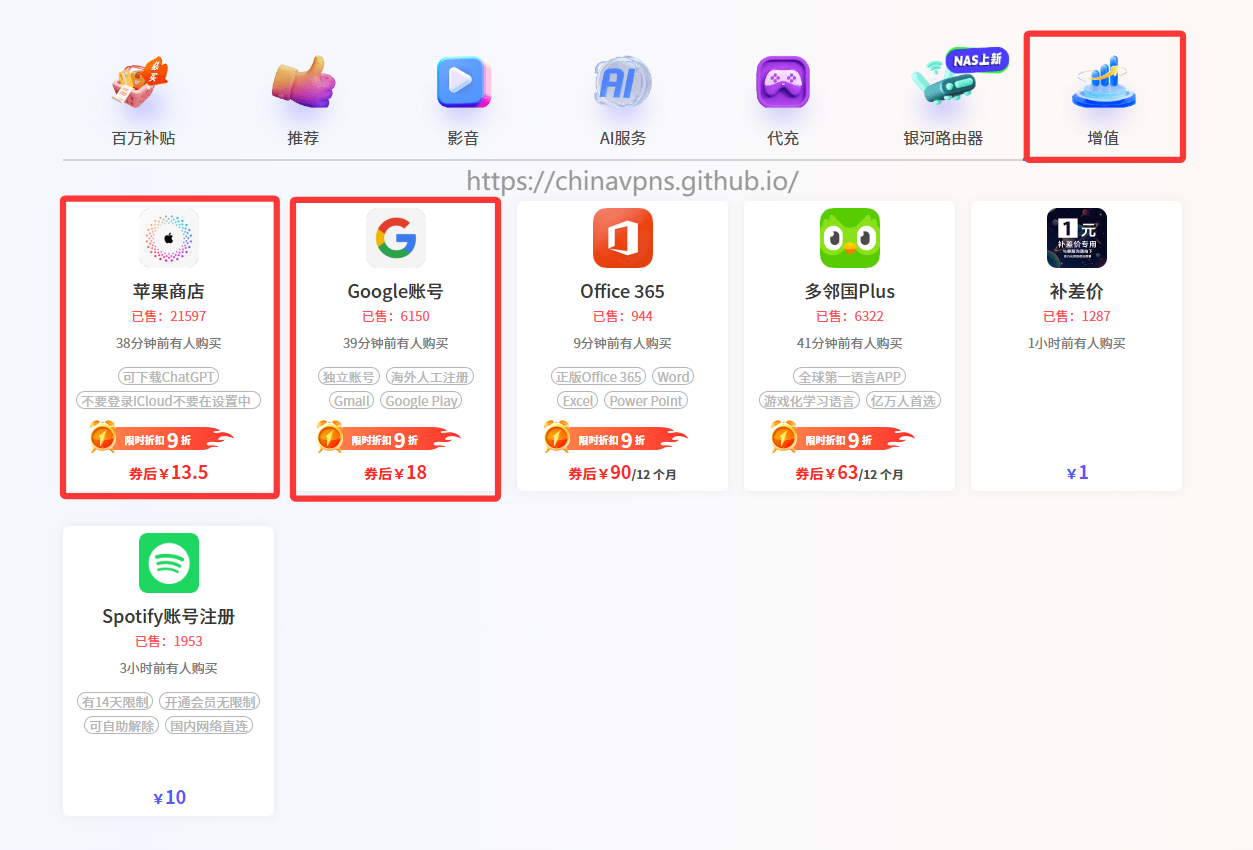 抢买
NAS上新
AI
百万补贴
推荐
影音
AI服务
代充
银河路由器
增值
https://chinavpns.github.io/
苹果商店
已售：21597
38分钟前有人购买
可下载ChatGPT
不要登录iCloud不要在设置中
限时折扣9折
券后￥13.5
Google账号
已售：6150
39分钟前有人购买
独立账号 海外人工注册
Gmail Google Play
限时折扣9折
券后￥18
Office 365
已售：944
9分钟前有人购买
正版Office 365 Word
Excel Power Point
限时折扣9折
券后￥90/12 个月
多邻国Plus
已售：6322
41分钟前有人购买
全球第一语言APP
游戏化学习语言 亿万人首选
限时折扣9折
券后￥63/12 个月
1元
补差价专用
补差价
已售：1287
1小时前有人购买
￥1
Spotify账号注册
已售：1953
3小时前有人购买
有14天限制 开通会员无限制
可自助解除 国内网络直连
￥10